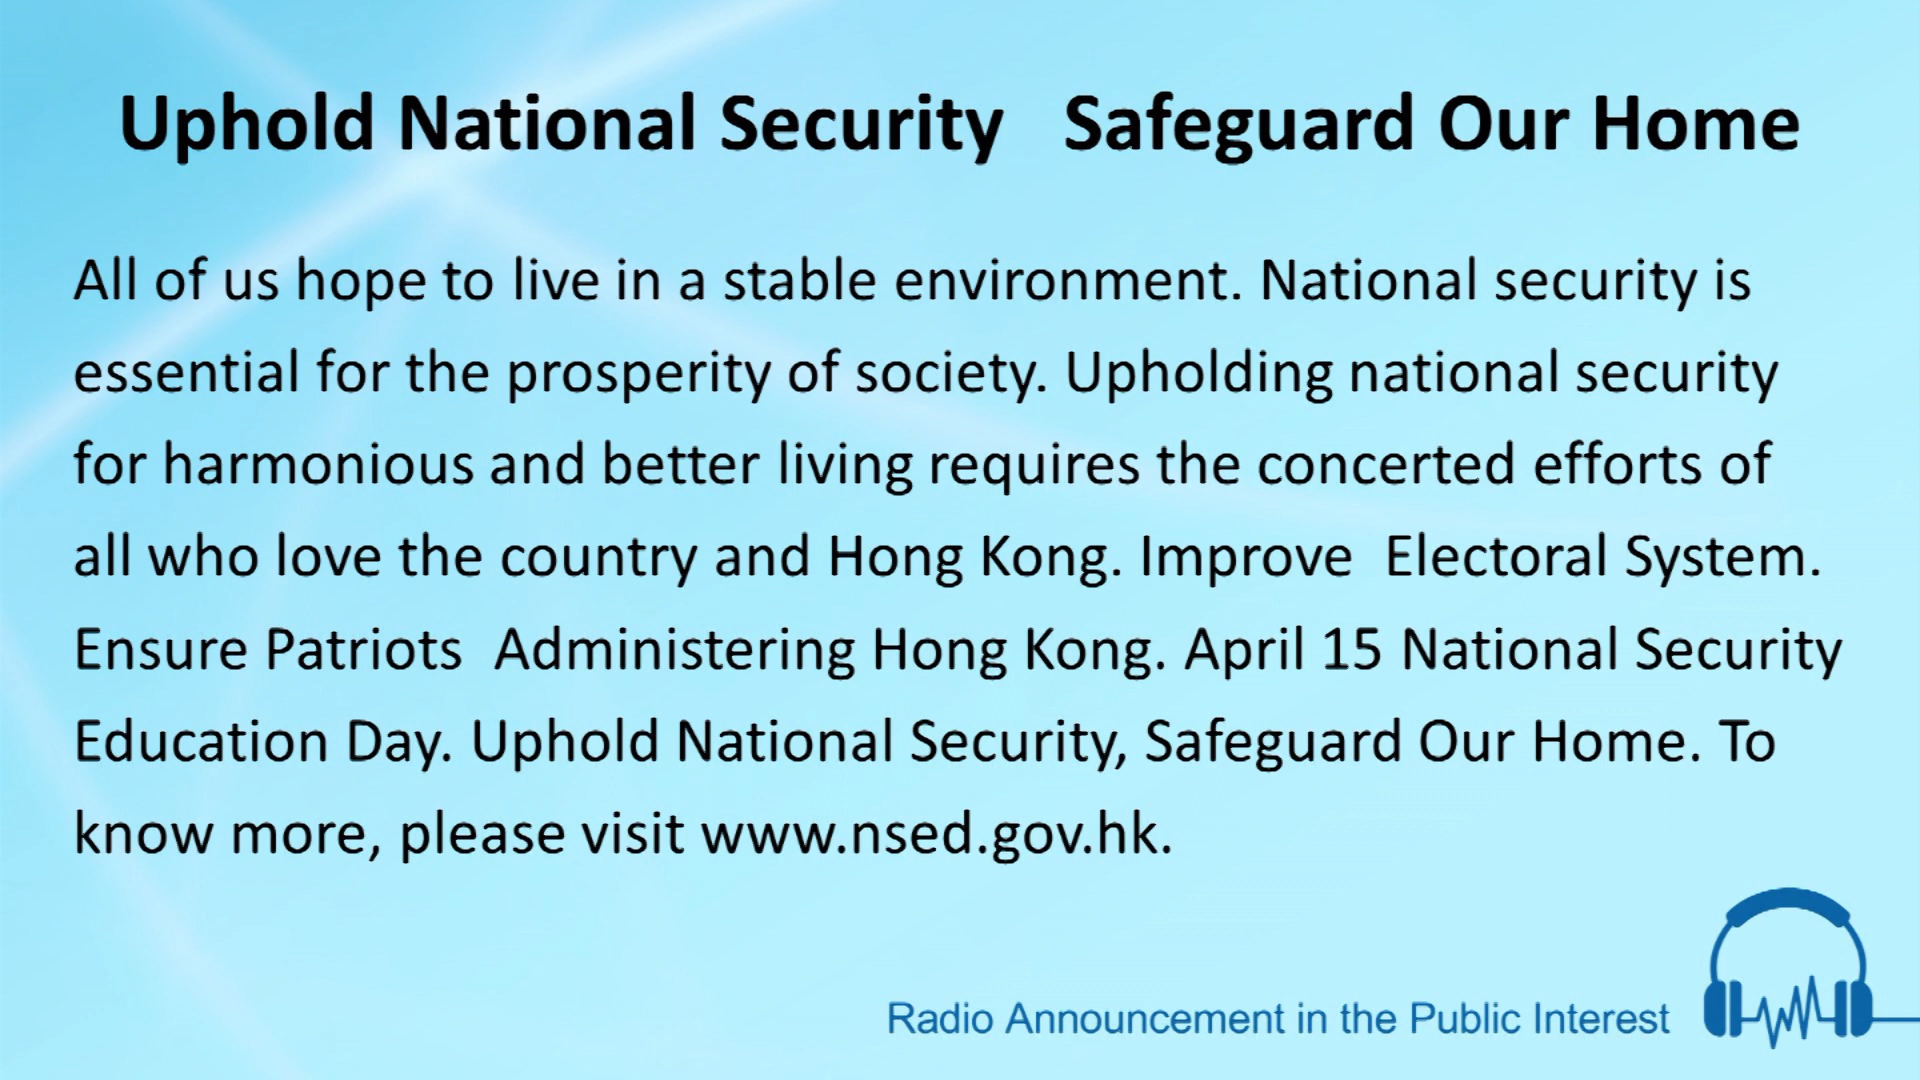 Uphold National Security   Safeguard Our Home
All of us hope to live in a stable environment. National security is
essential for the prosperity of society. Upholding national security
for harmonious and better living requires the concerted efforts of
all who love the country and Hong Kong. Improve  Electoral System.
Ensure Patriots  Administering Hong Kong. April 15 National Security
Education Day. Uphold National Security, Safeguard Our Home. To
know more, please visit www.nsed.gov.hk.
Radio Announcement in the Public Interest